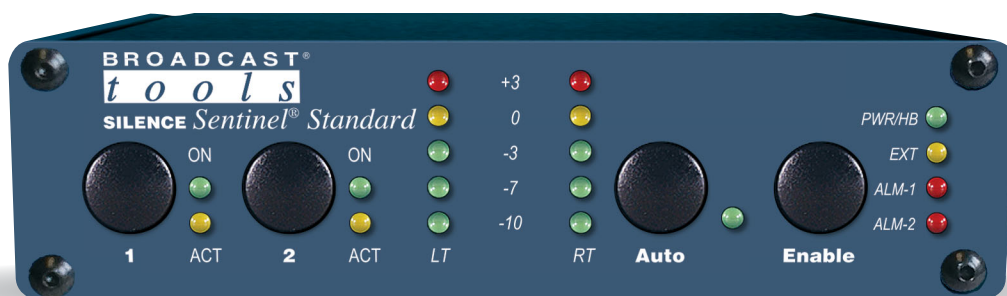 BROADCAST®
tools
SILENCE Sentinel® Standard
ON
ACT
1
ON
ACT
2
+3
0
-3
-7
-10
LT
RT
Auto
Enable
PWR/HB
EXT
ALM-1
ALM-2